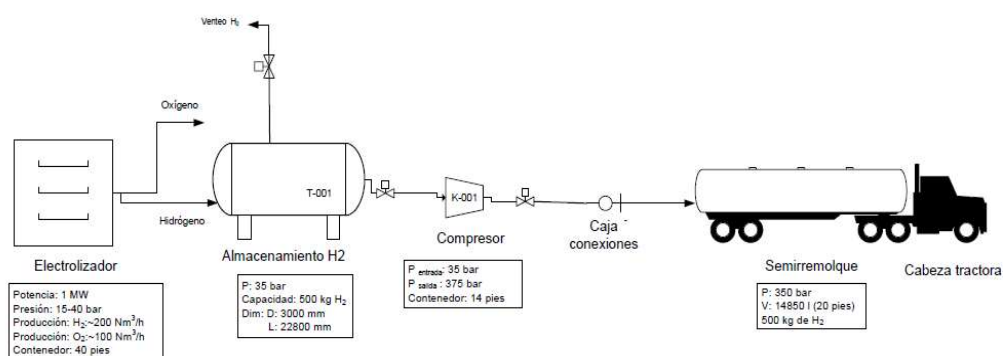 Venteo H₂
Oxígeno
T-001
K-001
Hidrógeno
Caja
conexiones
Compresor
Almacenamiento H2
Electrolizador
Semirremolque
Cabeza tractora
Potencia: 1 MW
Presión: 15-40 bar
Producción: H₂:~200 Nm³/h
Producción: O₂:~100 Nm³/h
Contenedor: 40 pies
P: 35 bar
Capacidad: 500 kg H₂
Dim: D: 3000 mm
L: 22800 mm
P entrada: 35 bar
P salida: 375 bar
Contenedor: 14 pies
P: 350 bar
V: 14850 l (20 pies)
500 kg de H₂